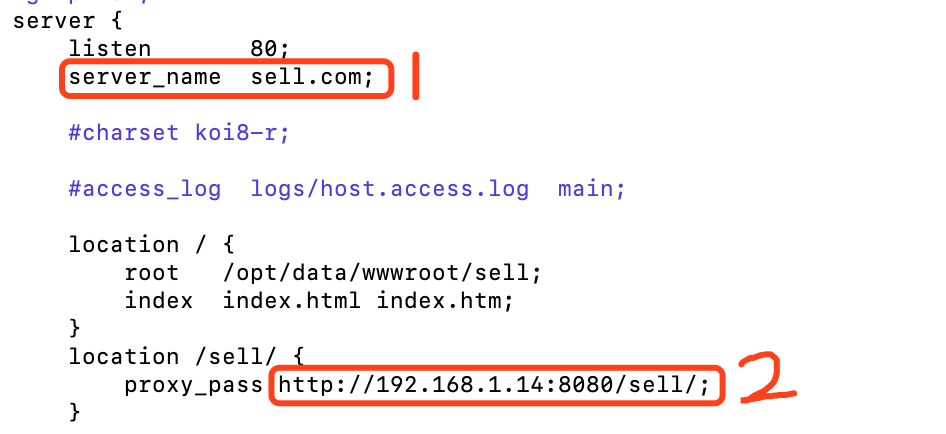 server {
    listen       80;
    server_name  sell.com; 1

    #charset koi8-r;

    #access_log  logs/host.access.log  main;

    location / {
        root   /opt/data/wwwroot/sell;
        index  index.html index.htm;
    }
    location /sell/ {
        proxy_pass http://192.168.1.14:8080/sell/; 2
    }